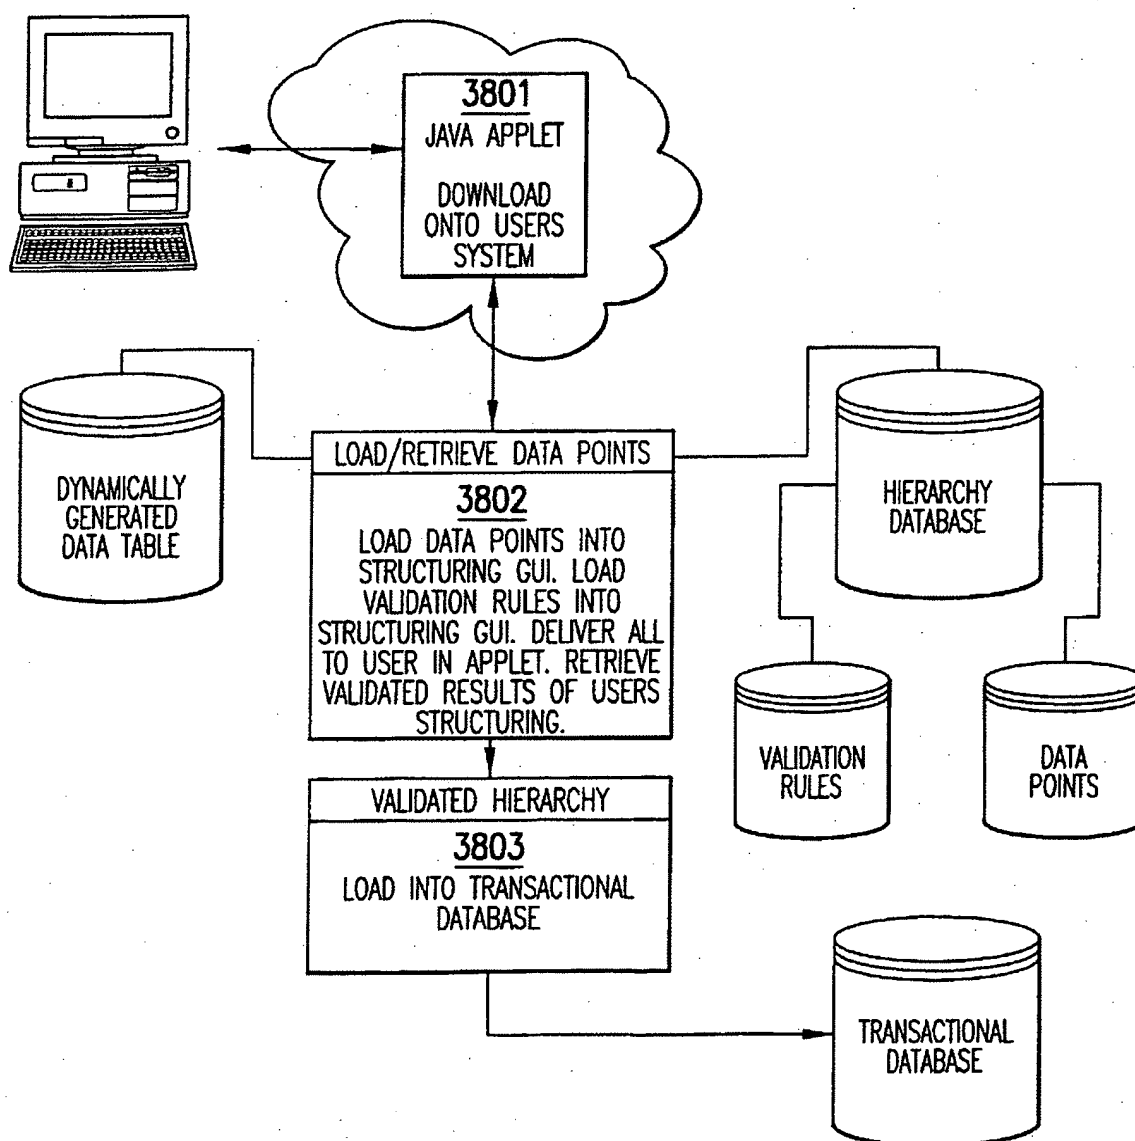 3801
JAVA APPLET
DOWNLOAD
ONTO USERS
SYSTEM
DYNAMICALLY
GENERATED
DATA TABLE
LOAD/RETRIEVE DATA POINTS
3802
LOAD DATA POINTS INTO
STRUCTURING GUI. LOAD
VALIDATION RULES INTO
STRUCTURING GUI. DELIVER ALL
TO USER IN APPLET. RETRIEVE
VALIDATED RESULTS OF USERS
STRUCTURING.
HIERARCHY
DATABASE
VALIDATION
RULES
DATA
POINTS
VALIDATED HIERARCHY
3803
LOAD INTO TRANSACTIONAL
DATABASE
TRANSACTIONAL
DATABASE